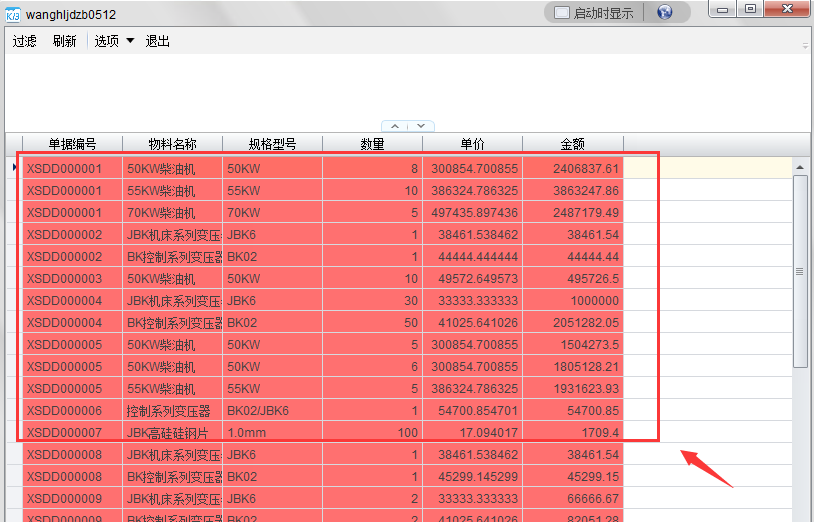 K/3 wanghljdzb0512 启动时显示
过滤 刷新 选项 退出
单据编号 物料名称 规格型号 数量 单价 金额
XSDD000001 50KW柴油机 50KW 8 300854.700855 2406837.61
XSDD000001 55KW柴油机 55KW 10 386324.786325 3863247.86
XSDD000001 70KW柴油机 70KW 5 497435.897436 2487179.49
XSDD000002 JBK机床系列变压 JBK6 1 38461.538462 38461.54
XSDD000002 BK控制系列变压器 BK02 1 44444.444444 44444.44
XSDD000003 50KW柴油机 50KW 10 49572.649573 495726.5
XSDD000004 JBK机床系列变压 JBK6 30 33333.333333 1000000
XSDD000004 BK控制系列变压器 BK02 50 41025.641026 2051282.05
XSDD000005 50KW柴油机 50KW 5 300854.700855 1504273.5
XSDD000005 50KW柴油机 50KW 6 300854.700855 1805128.21
XSDD000005 55KW柴油机 55KW 5 386324.786325 1931623.93
XSDD000006 控制系列变压器 BK02/JBK6 1 54700.854701 54700.85
XSDD000007 JBK高硅硅钢片 1.0mm 100 17.094017 1709.4
XSDD000008 JBK机床系列变压 JBK6 1 38461.538462 38461.54
XSDD000008 BK控制系列变压器 BK02 1 45299.145299 45299.15
XSDD000009 JBK机床系列变压 JBK6 2 33333.333333 66666.67
XSDD000009 BK控制系列变压器 BK02 2 41025.641026 82051.28